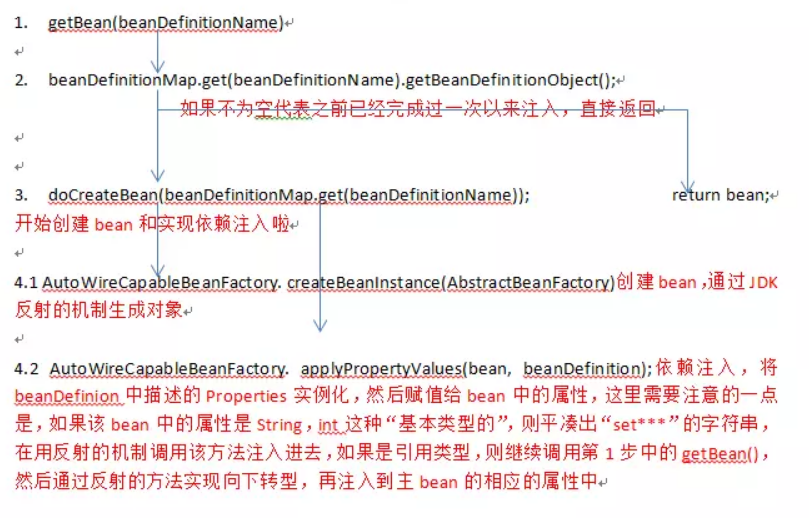 1. getBean(beanDefinitionName)
2. beanDefinitionMap.get(beanDefinitionName).getBeanDefinitionObject();
如果不为空代表之前已经完成过一次以来注入，直接返回
3. doCreateBean(beanDefinitionMap.get(beanDefinitionName)); return bean;
开始创建 bean 和实现依赖注入啦
4.1 AutoWireCapableBeanFactory. createBeanInstance(AbstractBeanFactory)创建 bean，通过 JDK
反射的机制生成对象
4.2 AutoWireCapableBeanFactory. applyPropertyValues(bean, beanDefinition);依赖注入，将
beanDefinion 中描述的 Properties 实例化，然后赋值给 bean 中的属性，这里需要注意的一点
是，如果该 bean 中的属性是 String，int 这种“基本类型的”，则平凑出“set***”的字符串，
在用反射的机制调用该方法注入进去，如果是引用类型，则继续调用第 1 步中的 getBean()，
然后通过反射的方法实现向下转型，再注入到主 bean 的相应的属性中